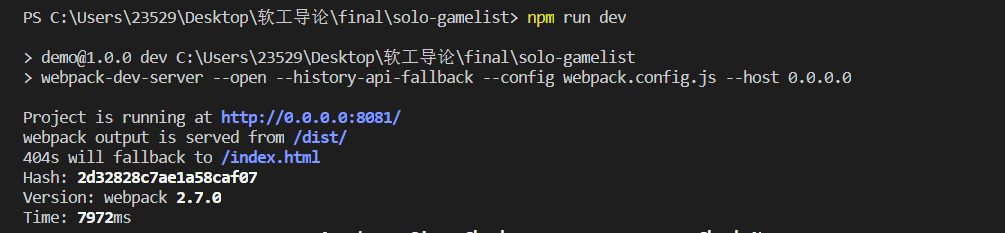 PS C:\Users\23529\Desktop\软工导论\final\solo-gamelist> npm run dev
> demo@1.0.0 dev C:\Users\23529\Desktop\软工导论\final\solo-gamelist
> webpack-dev-server --open --history-api-fallback --config webpack.config.js --host 0.0.0.0
Project is running at http://0.0.0.0:8081/
webpack output is served from /dist/
404s will fallback to /index.html
Hash: 2d32828c7ae1a58caf07
Version: webpack 2.7.0
Time: 7972ms